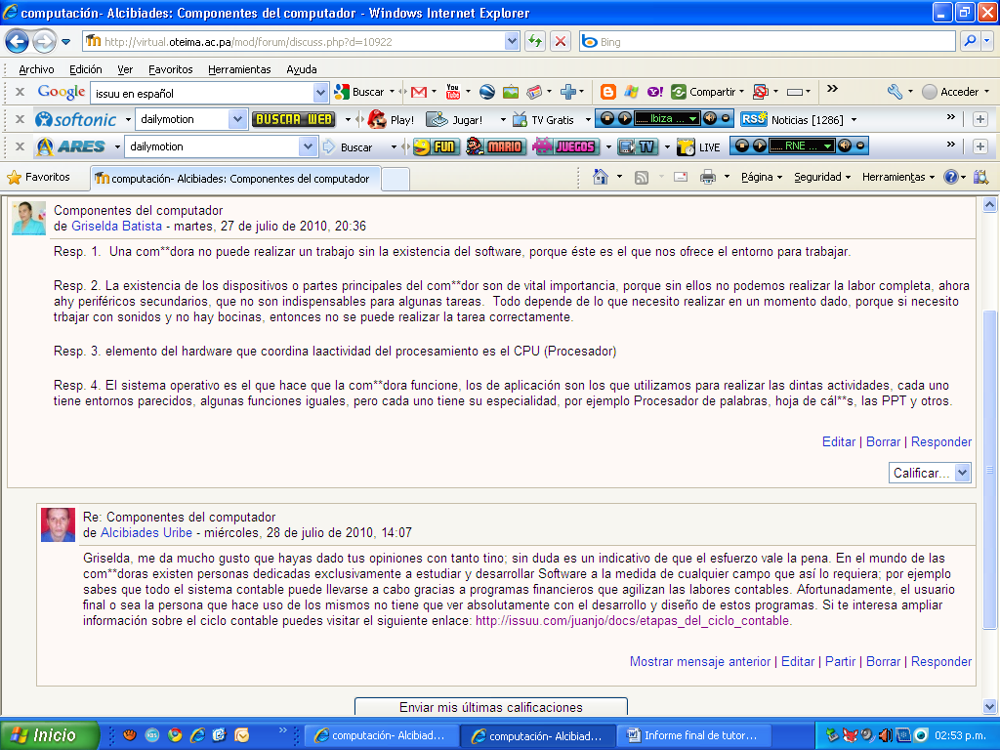 computación- Alcibiades: Componentes del computador - Windows Internet Explorer
http://virtual.oteima.ac.pa/mod/forum/discuss.php?d=10922
Bing
Archivo Edición Ver Favoritos Herramientas Ayuda
x Google issuu en español Buscar Compartir Acceder
x softonic dailymotion BUSCAR WEB Play! Jugar! TV Gratis Ibiza ... RSS Noticias [1286]
x ARES dailymotion Buscar FUN MARIO JUEGOS TV LIVE RNE ...
Favoritos computación- Alcibiades: Componentes del computador Página Seguridad Herramientas
Componentes del computador
de Griselda Batista - martes, 27 de julio de 2010, 20:36
Resp. 1.  Una com**dora no puede realizar un trabajo sin la existencia del software, porque éste es el que nos ofrece el entorno para trabajar.
Resp. 2. La existencia de los dispositivos o partes principales del com**dor son de vital importancia, porque sin ellos no podemos realizar la labor completa, ahora
ahy periféricos secundarios, que no son indispensables para algunas tareas.  Todo depende de lo que necesito realizar en un momento dado, porque si necesito
trbajar con sonidos y no hay bocinas, entonces no se puede realizar la tarea correctamente.
Resp. 3. elemento del hardware que coordina laactividad del procesamiento es el CPU (Procesador)
Resp. 4. El sistema operativo es el que hace que la com**dora funcione, los de aplicación son los que utilizamos para realizar las dintas actividades, cada uno
tiene entornos parecidos, algunas funciones iguales, pero cada uno tiene su especialidad, por ejemplo Procesador de palabras, hoja de cál**s, las PPT y otros.
Editar | Borrar | Responder
Calificar...
Re: Componentes del computador
de Alcibiades Uribe - miércoles, 28 de julio de 2010, 14:07
Griselda, me da mucho gusto que hayas dado tus opiniones con tanto tino; sin duda es un indicativo de que el esfuerzo vale la pena. En el mundo de las
com**doras existen personas dedicadas exclusivamente a estudiar y desarrollar Software a la medida de cualquier campo que así lo requiera; por ejemplo
sabes que todo el sistema contable puede llevarse a cabo gracias a programas financieros que agilizan las labores contables. Afortunadamente, el usuario
final o sea la persona que hace uso de los mismos no tiene que ver absolutamente con el desarrollo y diseño de estos programas. Si te interesa ampliar
información sobre el ciclo contable puedes visitar el siguiente enlace: http://issuu.com/juanjo/docs/etapas_del_ciclo_contable.
Mostrar mensaje anterior | Editar | Partir | Borrar | Responder
Enviar mis últimas calificaciones
Inicio computación- Alcibiad... computación- Alcibiad... Informe final de tutor... 02:53 p.m.